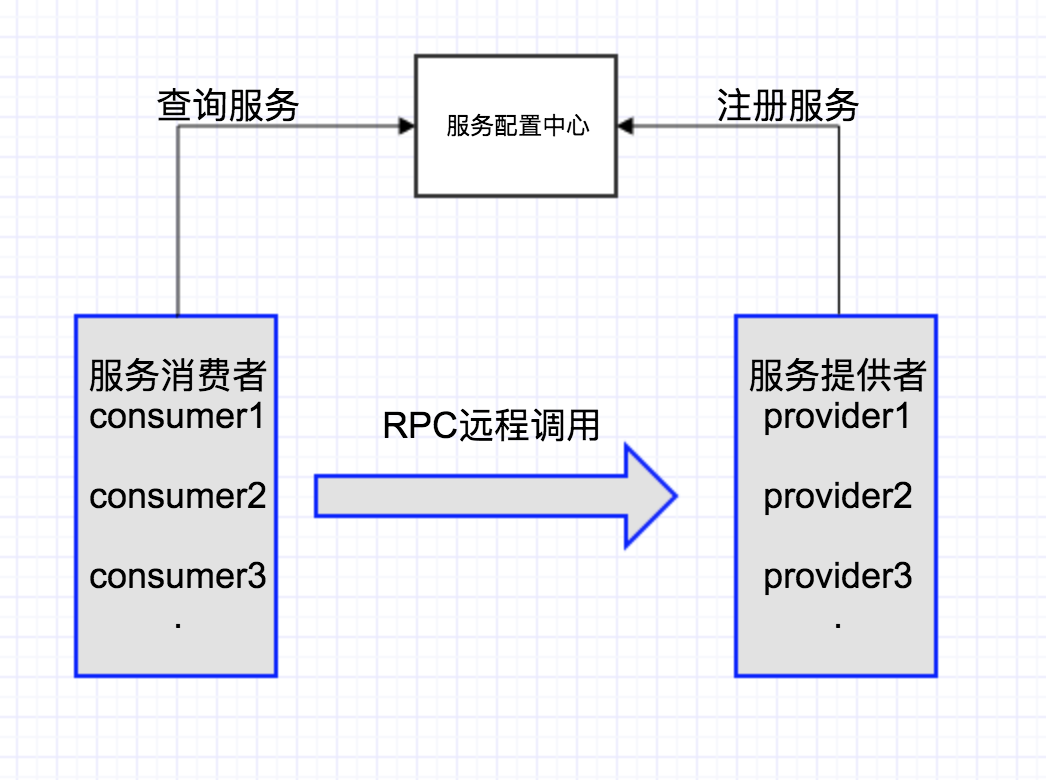 查询服务
注册服务
服务配置中心
服务消费者
consumer1
consumer2
consumer3
.
RPC远程调用
服务提供者
provider1
provider2
provider3
.